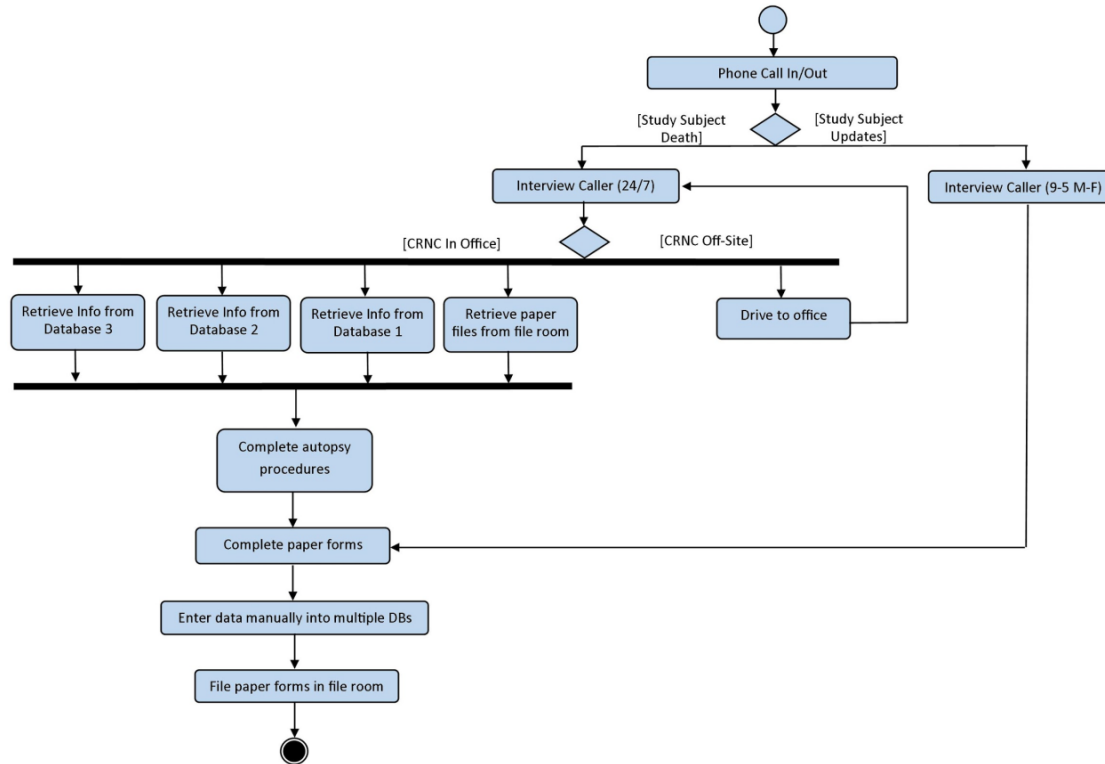 Phone Call In/Out
[Study Subject
Death]
[Study Subject
Updates]
Interview Caller (24/7)
Interview Caller (9-5 M-F)
[CRNC In Office]
[CRNC Off-Site]
Retrieve Info from
Database 3
Retrieve Info from
Database 2
Retrieve Info from
Database 1
Retrieve paper
files from file room
Drive to office
Complete autopsy
procedures
Complete paper forms
Enter data manually into multiple DBs
File paper forms in file room